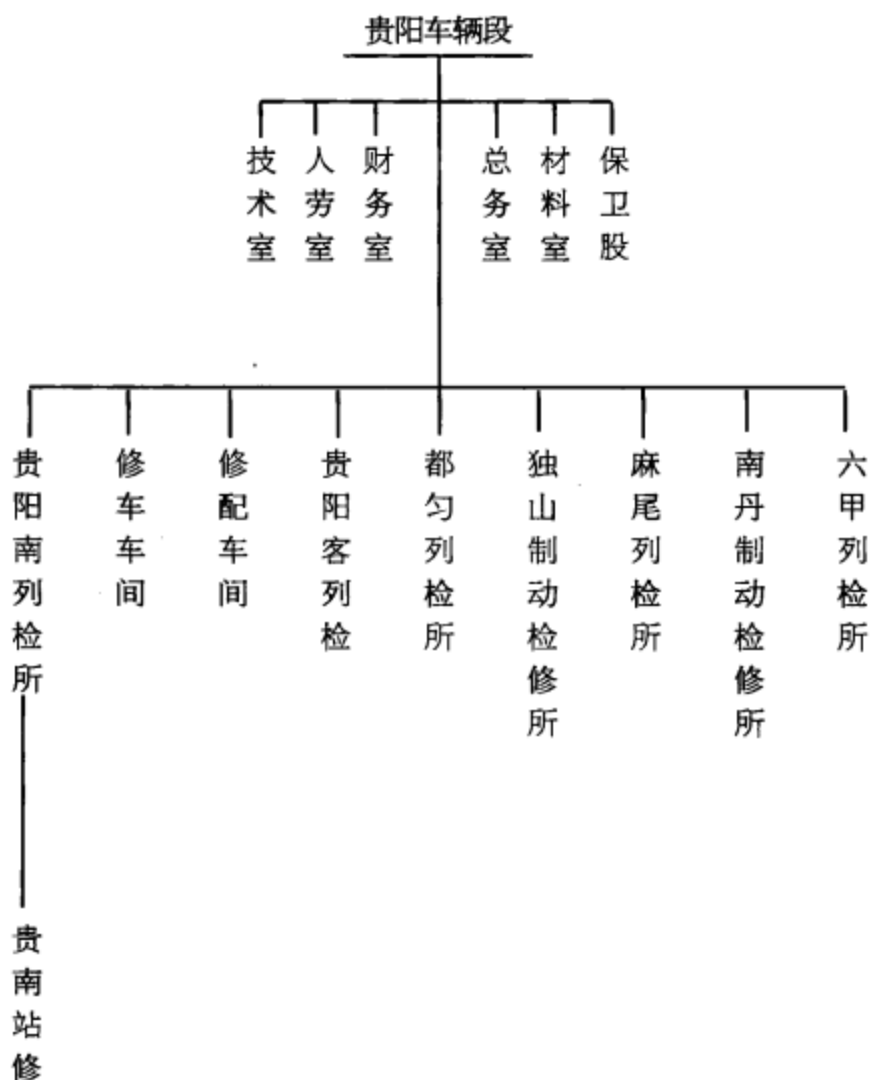 贵阳车辆段
技术室
人劳室
财务室
总务室
材料室
保卫股
贵阳南列检所
修车车间
修配车间
贵阳客列检
都匀列检所
独山制动检修所
麻尾列检所
南丹制动检修所
六甲列检所
贵南站修